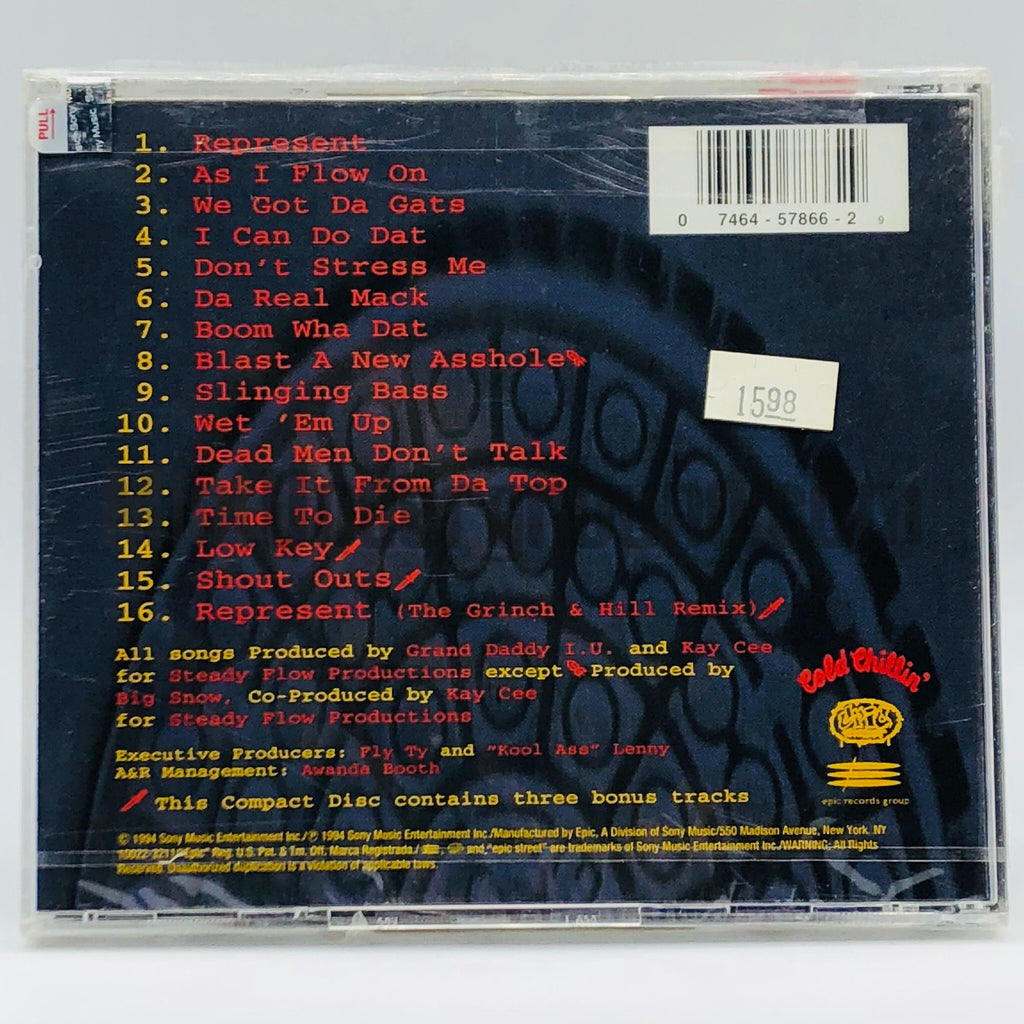 PULL
1. Represent
2. As I Flow On
3. We Got Da Gats
4. I Can Do Dat
5. Don't Stress Me
6. Da Real Mack
7. Boom Wha Dat
8. Blast A New Asshole
9. Slinging Bass
10. Wet 'Em Up
11. Dead Men Don't Talk
12. Take It From Da Top
13. Time To Die
14. Low Key
15. Shout Outs
16. Represent (The Grinch & Hill Remix)
0 7464-57866-2 9
1598
All songs Produced by Grand Daddy I.U. and Kay Cee
for Steady Flow Productions except Produced by
Big Snow, Co-Produced by Kay Cee
for Steady Flow Productions
Executive Producers: Fly Ty and "Kool Ass" Lenny
A&R Management: Awanda Booth
This Compact Disc contains three bonus tracks
Cold Chillin'
epic records group
© 1994 Sony Music Entertainment Inc./℗ 1994 Sony Music Entertainment Inc./Manufactured by Epic, A Division of Sony Music/550 Madison Avenue, New York, NY
"Epic" Reg. U.S. Pat. & Tm. Off. Marca Registrada./ and "epic street" are trademarks of Sony Music Entertainment Inc./WARNING: All Rights
Reserved. Unauthorized duplication is a violation of applicable laws.